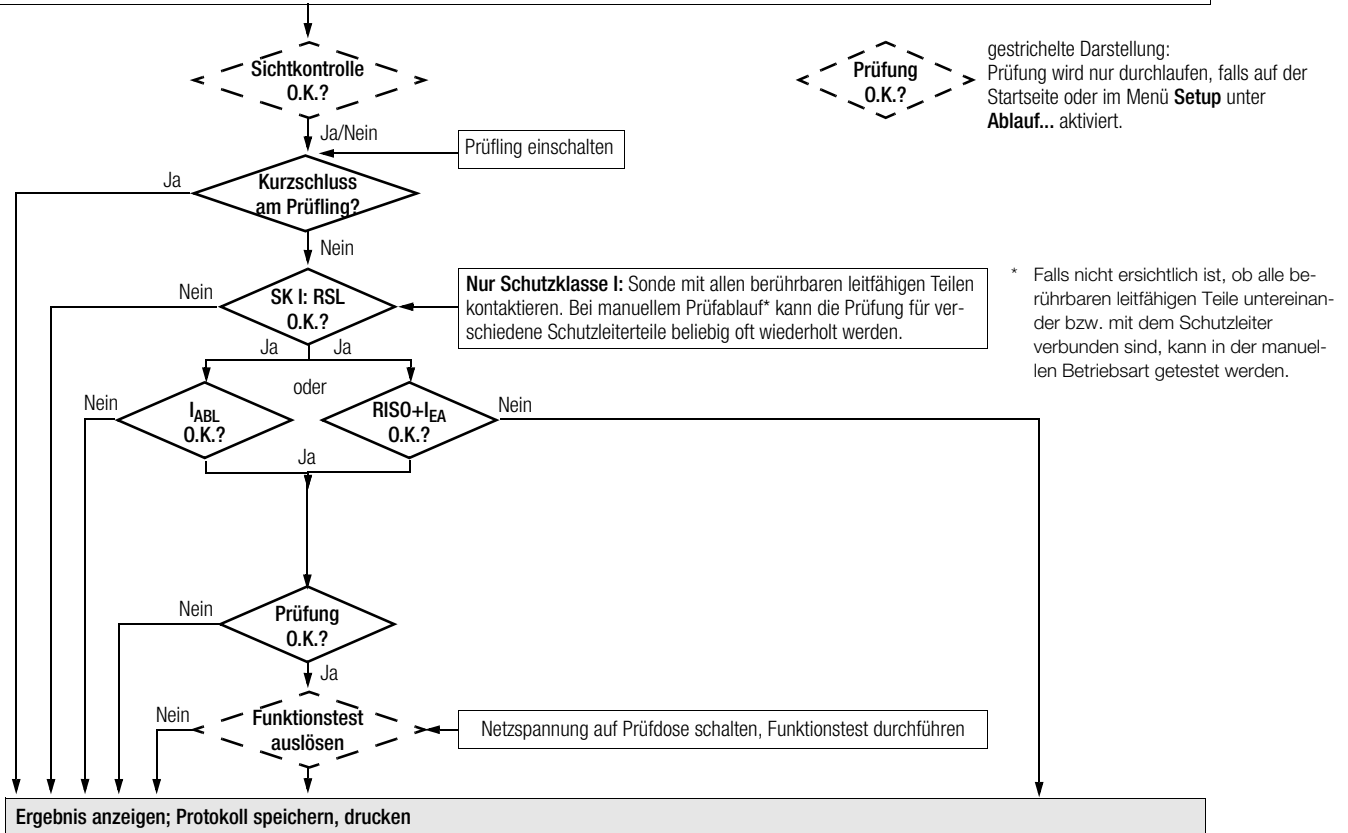 Sichtkontrolle
O.K.?
Prüfung
O.K.?
gestrichelte Darstellung:
Prüfung wird nur durchlaufen, falls auf der
Startseite oder im Menü Setup unter
Ablauf... aktiviert.
Ja/Nein
Prüfling einschalten
Ja
Kurzschluss
am Prüfling?
Nein
Nein
SK I: RSL
O.K.?
Nur Schutzklasse I: Sonde mit allen berührbaren leitfähigen Teilen
kontaktieren. Bei manuellem Prüfablauf* kann die Prüfung für ver-
schiedene Schutzleiterteile beliebig oft wiederholt werden.
* Falls nicht ersichtlich ist, ob alle be-
rührbaren leitfähigen Teile untereinan-
der bzw. mit dem Schutzleiter
verbunden sind, kann in der manuel-
len Betriebsart getestet werden.
Ja Ja
oder
Nein
IABL
O.K.?
RISO+IEA
O.K.?
Nein
Ja
Nein
Prüfung
O.K.?
Ja
Nein
Funktionstest
auslösen
Netzspannung auf Prüfdose schalten, Funktionstest durchführen
Ergebnis anzeigen; Protokoll speichern, drucken